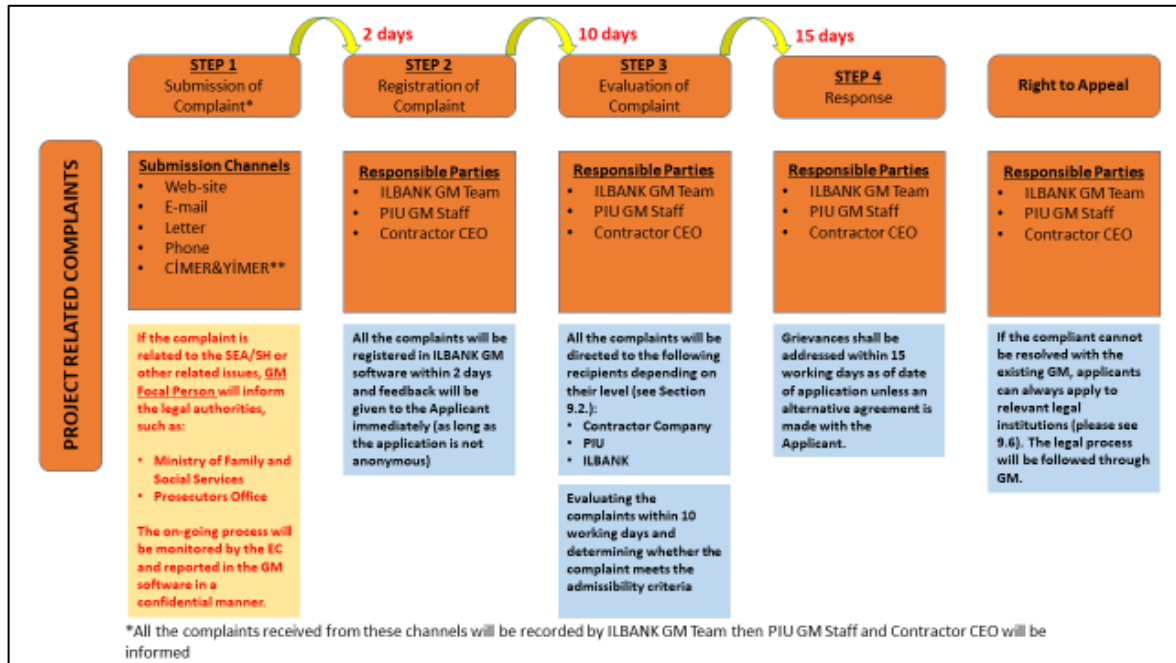 2 days
10 days
15 days
STEP 1
Submission of
Complaint*
STEP 2
Registration of
Complaint
STEP 3
Evaluation of
Complaint
STEP 4
Response
Right to Appeal
PROJECT RELATED COMPLAINTS
Submission Channels
• Web-site
• E-mail
• Letter
• Phone
• CİMER&YİMER**
Responsible Parties
• ILBANK GM Team
• PIU GM Staff
• Contractor CEO
Responsible Parties
• ILBANK GM Team
• PIU GM Staff
• Contractor CEO
Responsible Parties
• ILBANK GM Team
• PIU GM Staff
• Contractor CEO
Responsible Parties
• ILBANK GM Team
• PIU GM Staff
• Contractor CEO
If the complaint is
related to the SEA/SH or
other related issues, GM
Focal Person will inform
the legal authorities,
such as:
• Ministry of Family and
Social Services
• Prosecutors Office
The on-going process will
be monitored by the EC
and reported in the GM
software in a
confidential manner.
All the complaints will be
registered in ILBANK GM
software within 2 days
and feedback will be
given to the Applicant
immediately (as long as
the application is not
anonymous)
All the complaints will be
directed to the following
recipients depending on
their level (see Section
9.2.):
• Contractor Company
• PIU
• ILBANK
Evaluating the
complaints within 10
working days and
determining whether the
complaint meets the
admissibility criteria
Grievances shall be
addressed within 15
working days as of date
of application unless an
alternative agreement is
made with the
Applicant.
If the compliant cannot
be resolved with the
existing GM, applicants
can always apply to
relevant legal
institutions (please see
9.6). The legal process
will be followed through
GM.
*All the complaints received from these channels will be recorded by ILBANK GM Team then PIU GM Staff and Contractor CEO will be
informed